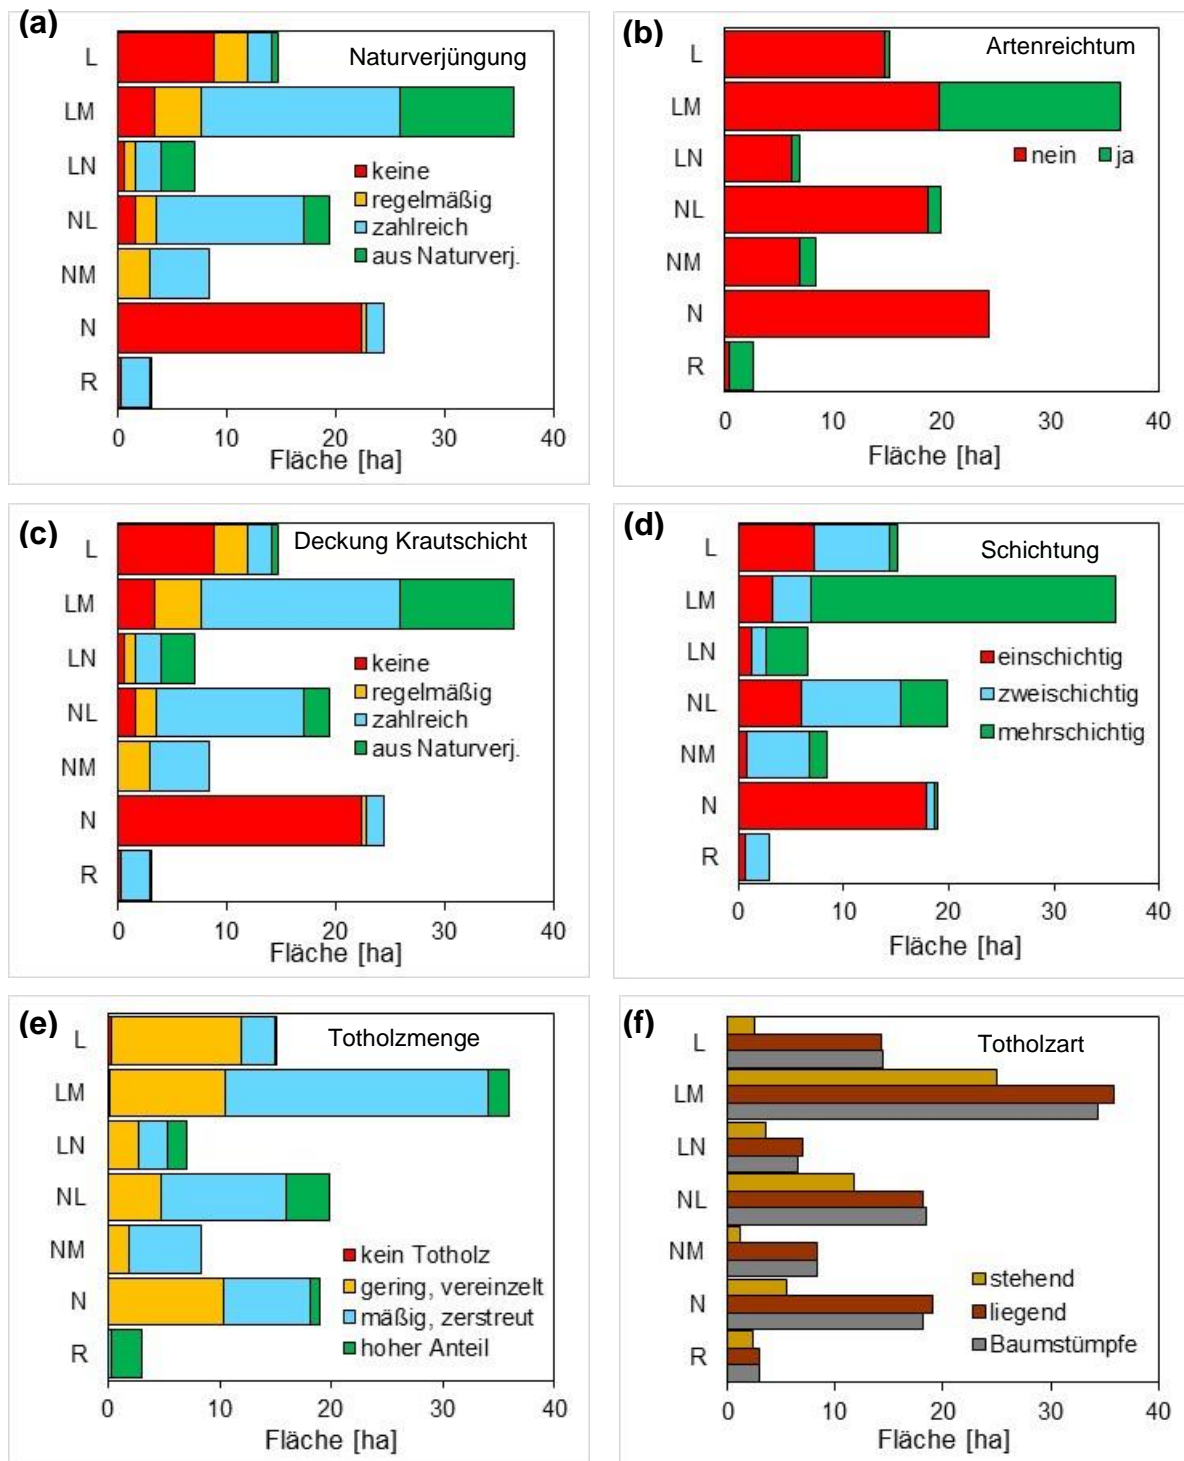 (a)
Naturverjüngung
L
LM
LN
NL
NM
N
R
keine
regelmäßig
zahlreich
aus Naturverj.
0 10 20 30 40
Fläche [ha]
(b)
Artenreichtum
L
LM
LN
NL
NM
N
R
nein ja
0 10 20 30 40
Fläche [ha]
(c)
Deckung Krautschicht
L
LM
LN
NL
NM
N
R
keine
regelmäßig
zahlreich
aus Naturverj.
0 10 20 30 40
Fläche [ha]
(d)
Schichtung
L
LM
LN
NL
NM
N
R
einschichtig
zweischichtig
mehrschichtig
0 10 20 30 40
Fläche [ha]
(e)
Totholzmenge
L
LM
LN
NL
NM
N
R
kein Totholz
gering, vereinzelt
mäßig, zerstreut
hoher Anteil
0 10 20 30 40
Fläche [ha]
(f)
Totholzart
L
LM
LN
NL
NM
N
R
stehend
liegend
Baumstümpfe
0 10 20 30 40
Fläche [ha]